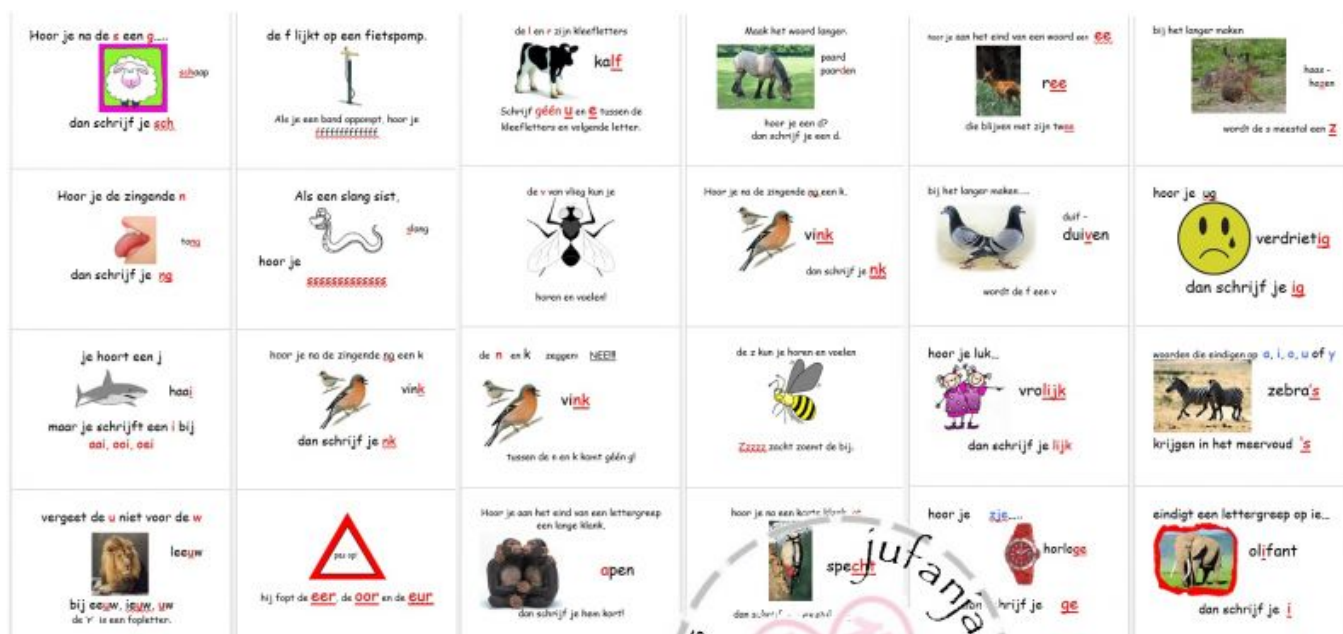 Hoor je na de s een g....
schaap
dan schrijf je sch
de f lijkt op een fietspomp.
Als je een band oppompt, hoor je
fffffffffffff
de l en r zijn kleefletters
kalf
Schrijf géén u en e tussen de
kleefletters en volgende letter.
Maak het woord langer.
paard
paarden
hoor je een d?
dan schrijf je een d.
hoor je aan het eind van een woord een ee
ree
die blijven met zijn twee
bij het langer maken
haas -
hazen
wordt de s meestal een z
Hoor je de zingende n
tong
dan schrijf je ng
Als een slang sist,
slang
hoor je
sssssssssssss
de v van vlieg kun je
horen en voelen!
Hoor je na de zingende ng een k.
vink
dan schrijf je nk
bij het langer maken....
duif -
duiven
wordt de f een v
hoor je ug
verdrietig
dan schrijf je ig
je hoort een j
haai
maar je schrijft een i bij
aai, ooi, oei
hoor je na de zingende ng een k
vink
dan schrijf je nk
de n en k zeggen: NEE!!!
vink
tussen de n en k komt géén g!
de z kun je horen en voelen
Zzzzz zacht zoemt de bij.
hoor je luk...
vrolijk
dan schrijf je lijk
woorden die eindigen op a, i, o, u of y
zebra's
krijgen in het meervoud 's
vergeet de u niet voor de w
leeuw
bij eeuw, ieuw, uw
is een fopletter.
pas op!
hij fopt de eer, de oor en de eur
Hoor je aan het eind van een lettergreep
een lange klank,
apen
dan schrijf je hem kort!
hoor je na een korte klank
specht
jufanja
hoor je zje.....
horloge
schrijf je ge
eindigt een lettergreep op ie...
olifant
dan schrijf je i